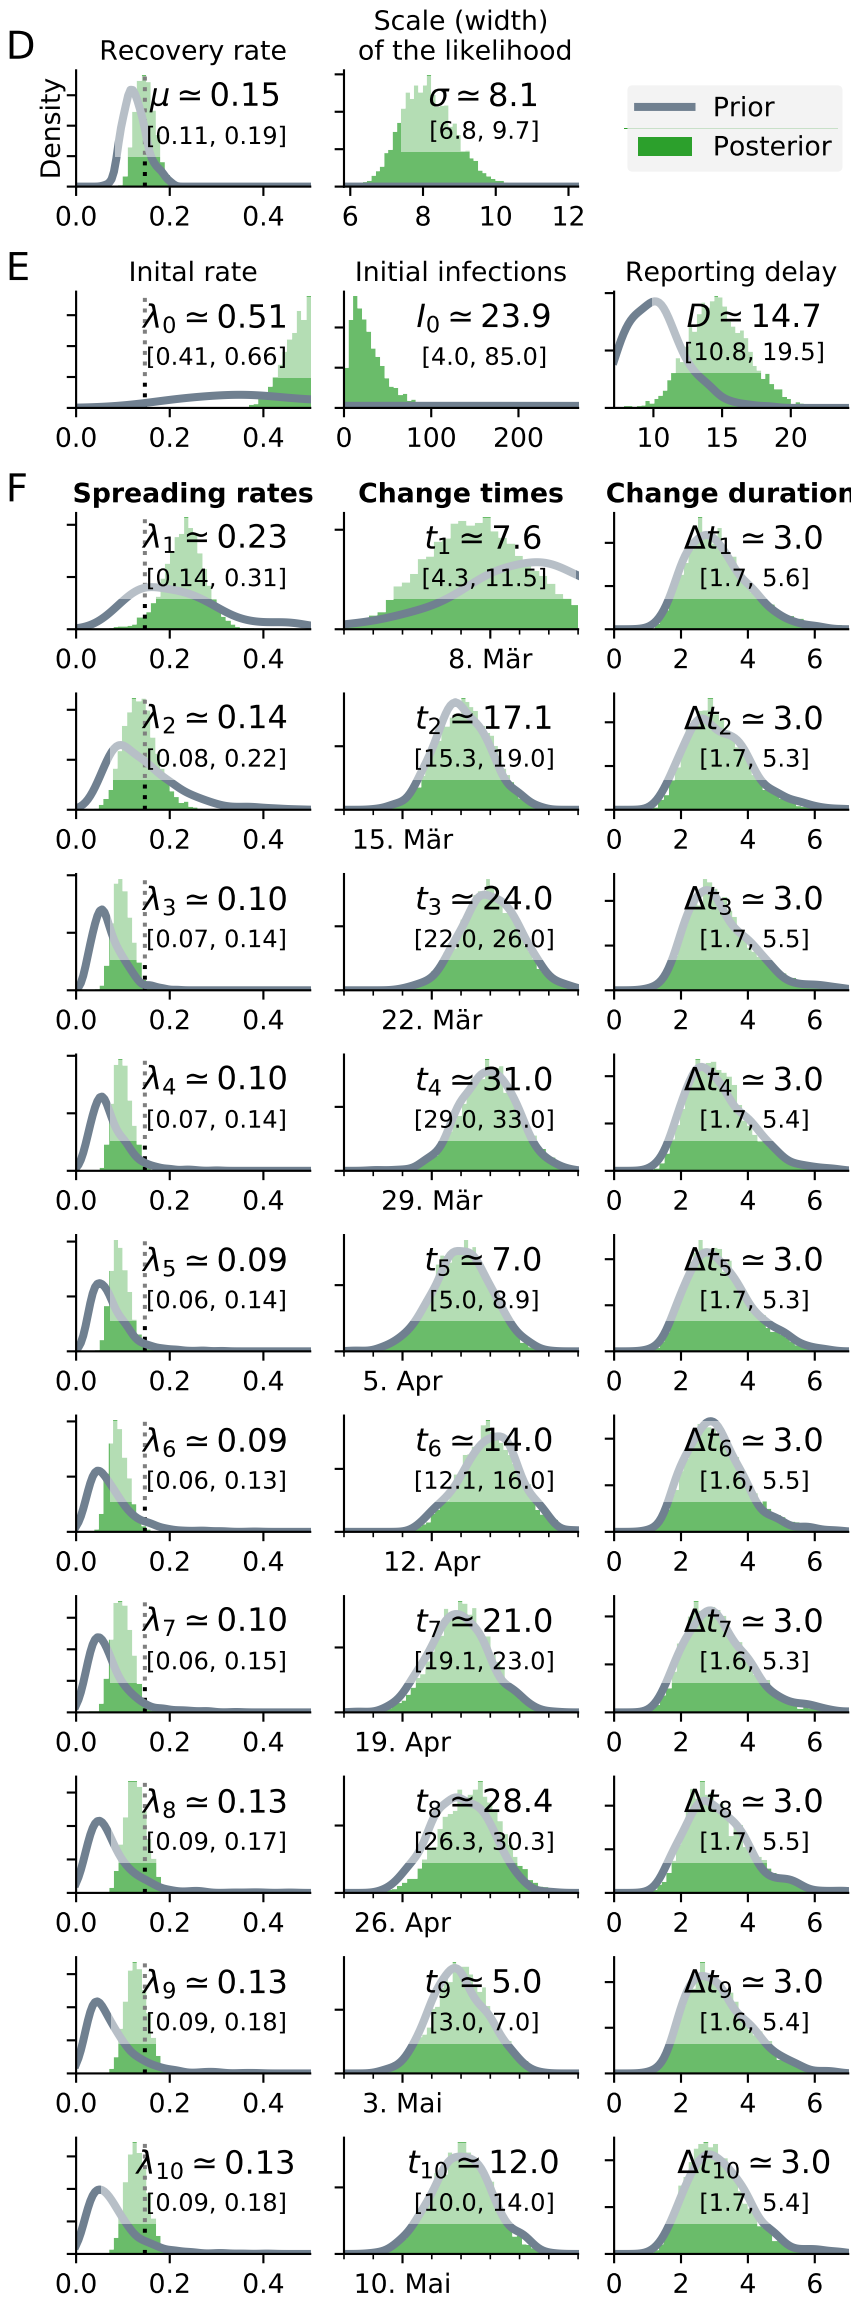 D
Recovery rate
Scale (width)
of the likelihood
Density
μ ≃ 0.15
[0.11, 0.19]
σ ≃ 8.1
[6.8, 9.7]
Prior
Posterior
0.0 0.2 0.4
6 8 10 12
E
Inital rate
Initial infections
Reporting delay
λ0 ≃ 0.51
[0.41, 0.66]
I0 ≃ 23.9
[4.0, 85.0]
D ≃ 14.7
[10.8, 19.5]
0.0 0.2 0.4
0 100 200
10 15 20
F
Spreading rates
Change times
Change duration
λ1 ≃ 0.23
[0.14, 0.31]
t1 ≃ 7.6
[4.3, 11.5]
Δt1 ≃ 3.0
[1.7, 5.6]
0.0 0.2 0.4
8. Mär
0 2 4 6
λ2 ≃ 0.14
[0.08, 0.22]
t2 ≃ 17.1
[15.3, 19.0]
Δt2 ≃ 3.0
[1.7, 5.3]
0.0 0.2 0.4
15. Mär
0 2 4 6
λ3 ≃ 0.10
[0.07, 0.14]
t3 ≃ 24.0
[22.0, 26.0]
Δt3 ≃ 3.0
[1.7, 5.5]
0.0 0.2 0.4
22. Mär
0 2 4 6
λ4 ≃ 0.10
[0.07, 0.14]
t4 ≃ 31.0
[29.0, 33.0]
Δt4 ≃ 3.0
[1.7, 5.4]
0.0 0.2 0.4
29. Mär
0 2 4 6
λ5 ≃ 0.09
[0.06, 0.14]
t5 ≃ 7.0
[5.0, 8.9]
Δt5 ≃ 3.0
[1.7, 5.3]
0.0 0.2 0.4
5. Apr
0 2 4 6
λ6 ≃ 0.09
[0.06, 0.13]
t6 ≃ 14.0
[12.1, 16.0]
Δt6 ≃ 3.0
[1.6, 5.5]
0.0 0.2 0.4
12. Apr
0 2 4 6
λ7 ≃ 0.10
[0.06, 0.15]
t7 ≃ 21.0
[19.1, 23.0]
Δt7 ≃ 3.0
[1.6, 5.3]
0.0 0.2 0.4
19. Apr
0 2 4 6
λ8 ≃ 0.13
[0.09, 0.17]
t8 ≃ 28.4
[26.3, 30.3]
Δt8 ≃ 3.0
[1.7, 5.5]
0.0 0.2 0.4
26. Apr
0 2 4 6
λ9 ≃ 0.13
[0.09, 0.18]
t9 ≃ 5.0
[3.0, 7.0]
Δt9 ≃ 3.0
[1.6, 5.4]
0.0 0.2 0.4
3. Mai
0 2 4 6
λ10 ≃ 0.13
[0.09, 0.18]
t10 ≃ 12.0
[10.0, 14.0]
Δt10 ≃ 3.0
[1.7, 5.4]
0.0 0.2 0.4
10. Mai
0 2 4 6